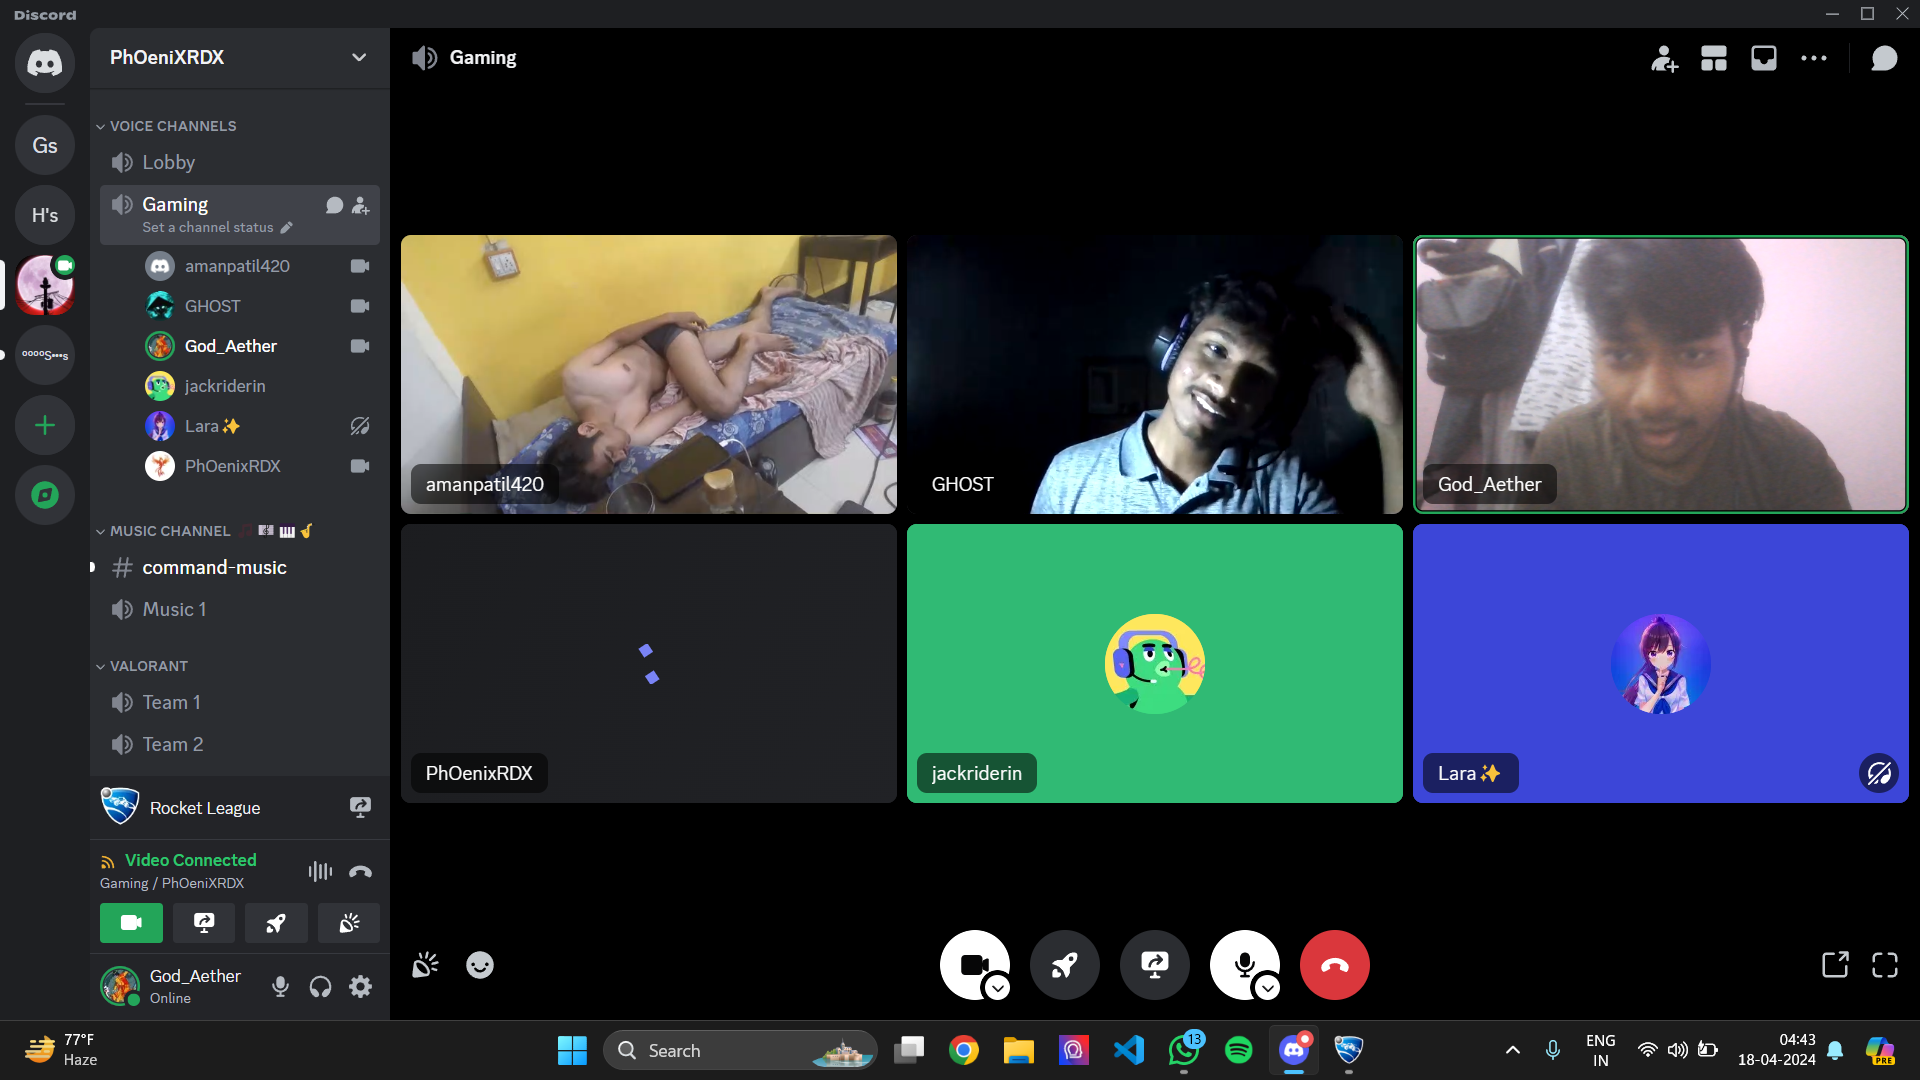 Discord
PhOeniXRDX
Gaming
Gs
H's
ooooS•••s
VOICE CHANNELS
Lobby
Gaming
Set a channel status
amanpatil420
GHOST
God_Aether
jackriderin
Lara✨
PhOenixRDX
MUSIC CHANNEL
command-music
Music 1
VALORANT
Team 1
Team 2
Rocket League
Video Connected
Gaming / PhOeniXRDX
God_Aether
Online
amanpatil420
GHOST
God_Aether
PhOenixRDX
jackriderin
Lara✨
77°F
Haze
Search
13
PRE
ENG
IN
04:43
18-04-2024